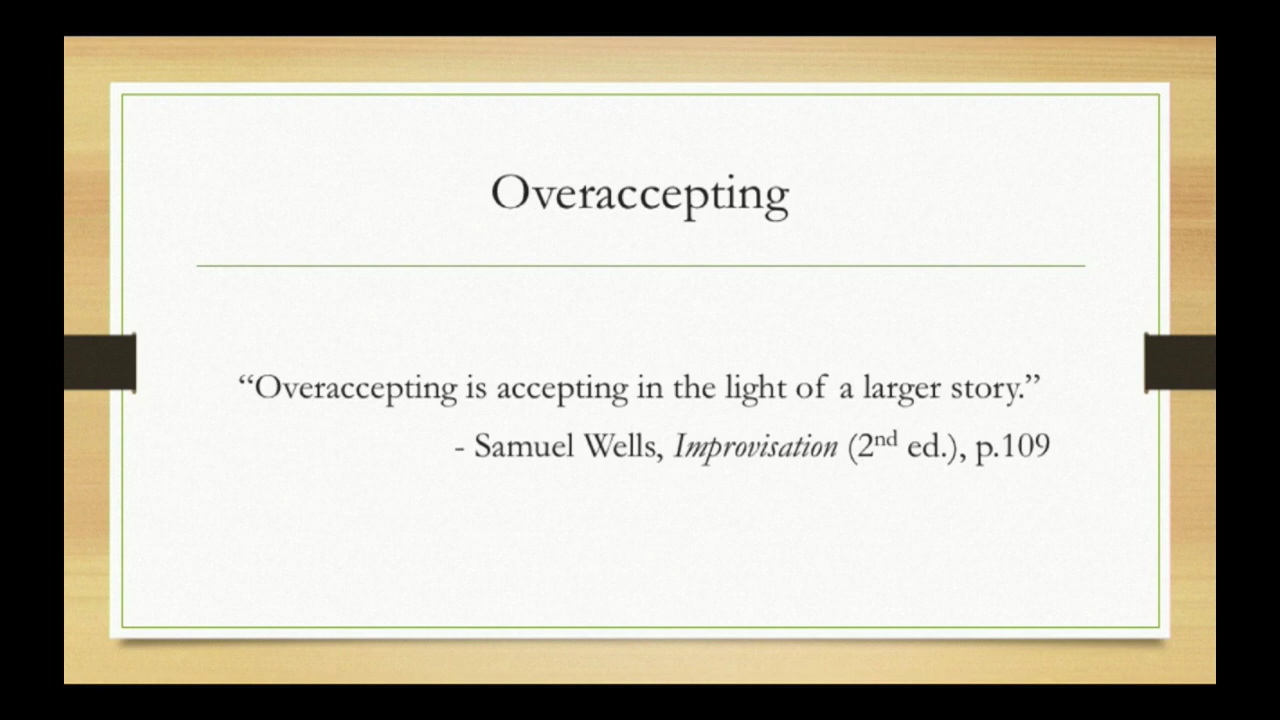 Overaccepting
“Overaccepting is accepting in the light of a larger story.”
- Samuel Wells, Improvisation (2nd ed.), p.109